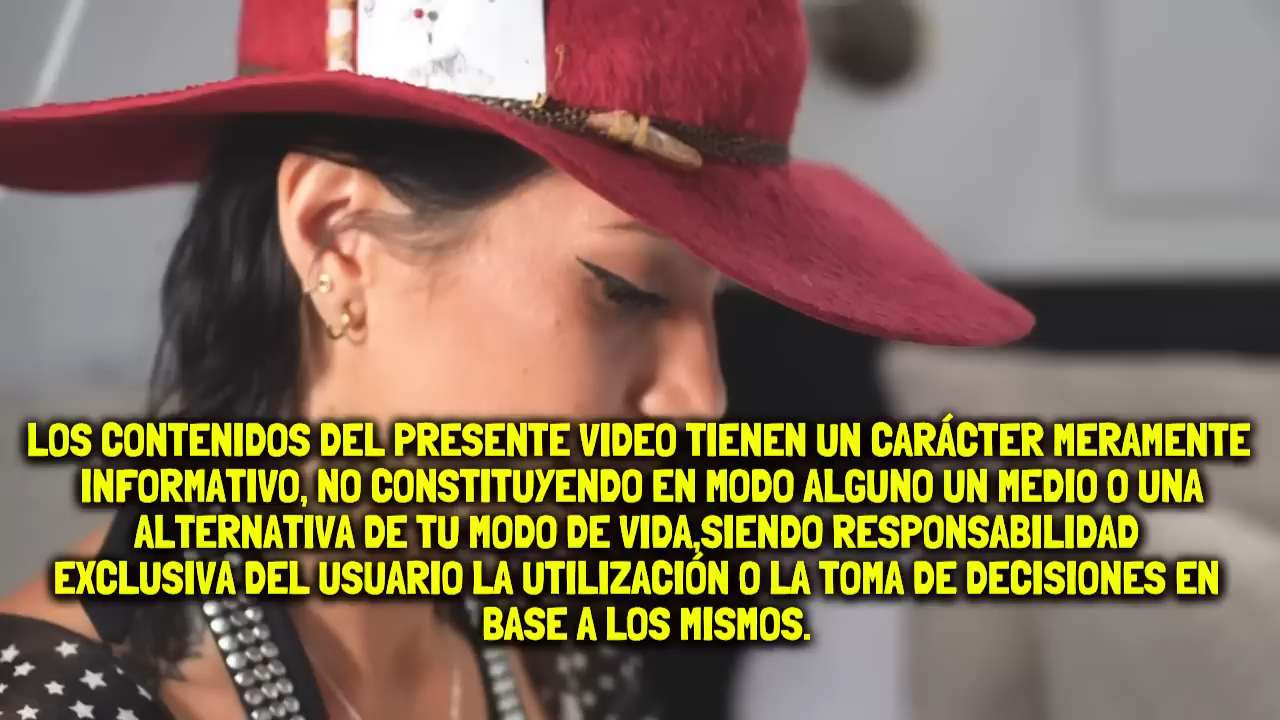 LOS CONTENIDOS DEL PRESENTE VIDEO TIENEN UN CARÁCTER MERAMENTE
INFORMATIVO, NO CONSTITUYENDO EN MODO ALGUNO UN MEDIO O UNA
ALTERNATIVA DE TU MODO DE VIDA,SIENDO RESPONSABILIDAD
EXCLUSIVA DEL USUARIO LA UTILIZACIÓN O LA TOMA DE DECISIONES EN
BASE A LOS MISMOS.